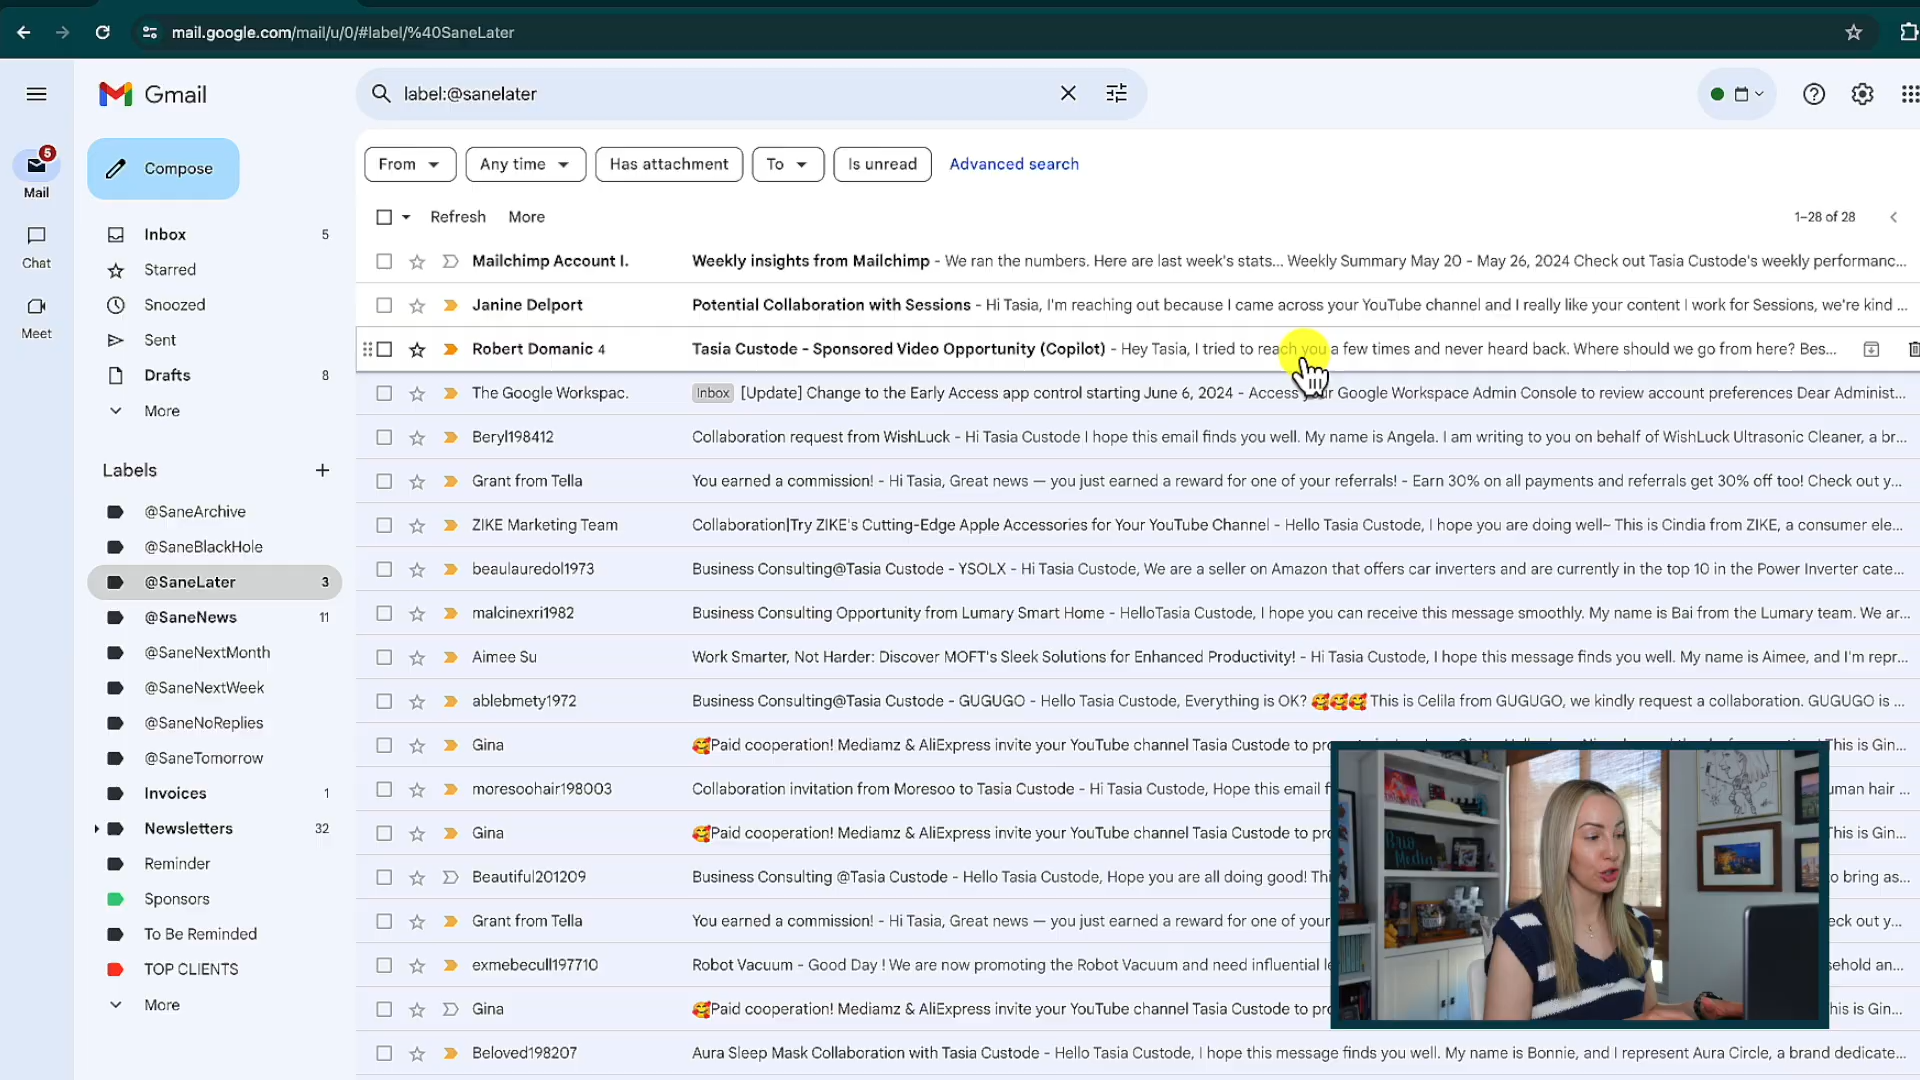 mail.google.com/mail/u/0/#label/%40SaneLater
Gmail
label:@sanelater
5
Mail
Chat
Meet
Compose
Inbox 5
Starred
Snoozed
Sent
Drafts 8
More
Labels +
@SaneArchive
@SaneBlackHole
@SaneLater 3
@SaneNews 11
@SaneNextMonth
@SaneNextWeek
@SaneNoReplies
@SaneTomorrow
Invoices 1
Newsletters 32
Reminder
Sponsors
To Be Reminded
TOP CLIENTS
More
From Any time Has attachment To Is unread Advanced search
Refresh More 1–28 of 28
Mailchimp Account I. Weekly insights from Mailchimp - We ran the numbers. Here are last week's stats... Weekly Summary May 20 - May 26, 2024 Check out Tasia Custode's weekly performanc...
Janine Delport Potential Collaboration with Sessions - Hi Tasia, I'm reaching out because I came across your YouTube channel and I really like your content I work for Sessions, we're kind ...
Robert Domanic 4 Tasia Custode - Sponsored Video Opportunity (Copilot) - Hey Tasia, I tried to reach you a few times and never heard back. Where should we go from here? Bes...
The Google Workspac. Inbox [Update] Change to the Early Access app control starting June 6, 2024 - Access your Google Workspace Admin Console to review account preferences Dear Administ...
Beryl198412 Collaboration request from WishLuck - Hi Tasia Custode I hope this email finds you well. My name is Angela. I am writing to you on behalf of WishLuck Ultrasonic Cleaner, a br...
Grant from Tella You earned a commission! - Hi Tasia, Great news — you just earned a reward for one of your referrals! - Earn 30% on all payments and referrals get 30% off too! Check out y...
ZIKE Marketing Team Collaboration|Try ZIKE's Cutting-Edge Apple Accessories for Your YouTube Channel - Hello Tasia Custode, I hope you are doing well~ This is Cindia from ZIKE, a consumer ele...
beaulauredol1973 Business Consulting@Tasia Custode - YSOLX - Hi Tasia Custode, We are a seller on Amazon that offers car inverters and are currently in the top 10 in the Power Inverter cate...
malcinexri1982 Business Consulting Opportunity from Lumary Smart Home - HelloTasia Custode, I hope you can receive this message smoothly. My name is Bai from the Lumary team. We ar...
Aimee Su Work Smarter, Not Harder: Discover MOFT's Sleek Solutions for Enhanced Productivity! - Hi Tasia Custode, I hope this message finds you well. My name is Aimee, and I'm repr...
ablebmety1972 Business Consulting@Tasia Custode - GUGUGO - Hello Tasia Custode, Everything is OK? 🥰🥰🥰 This is Celila from GUGUGO, we kindly request a collaboration. GUGUGO is ...
Gina 🥰Paid cooperation! Mediamz & AliExpress invite your YouTube channel Tasia Custode to This is Gin...
moresoohair198003 Collaboration invitation from Moresoo to Tasia Custode - Hi Tasia Custode, Hope this email uman hair ...
Gina 🥰Paid cooperation! Mediamz & AliExpress invite your YouTube channel Tasia Custode to pro This is Gin...
Beautiful201209 Business Consulting @Tasia Custode - Hello Tasia Custode, Hope you are all doing good! Thi o bring as...
Grant from Tella You earned a commission! - Hi Tasia, Great news — you just earned a reward for one of your eck out y...
exmebecull197710 Robot Vacuum - Good Day ! We are now promoting the Robot Vacuum and need influential le sehold an...
Gina 🥰Paid cooperation! Mediamz & AliExpress invite your YouTube channel Tasia Custode to pro This is Gin...
Beloved198207 Aura Sleep Mask Collaboration with Tasia Custode - Hello Tasia Custode, I hope this message finds you well. My name is Bonnie, and I represent Aura Circle, a brand dedicate...
Brio
Media